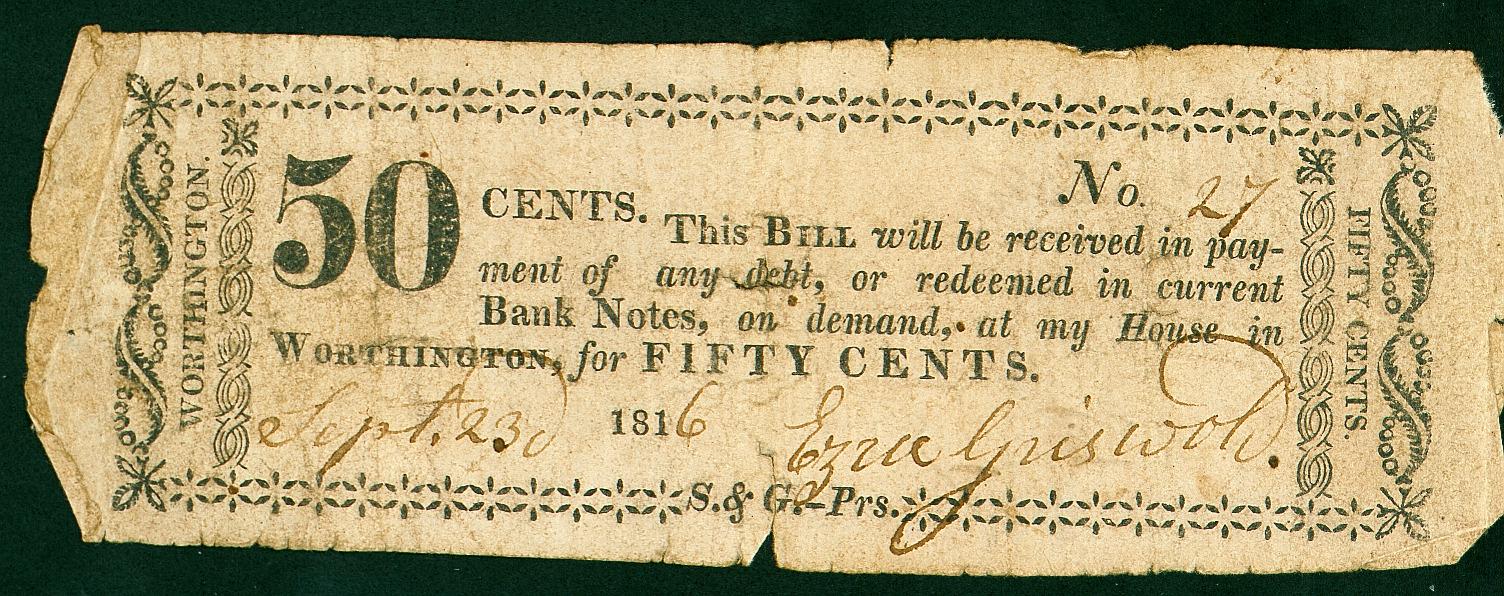 WORTHINGTON.
50 CENTS.
No. 27
This BILL will be received in pay-
ment of any debt, or redeemed in current
Bank Notes, on demand, at my House in
WORTHINGTON, for FIFTY CENTS.
Sept. 23d 1816 Ezra Griswold.
S. & G.--Prs.
FIFTY CENTS.